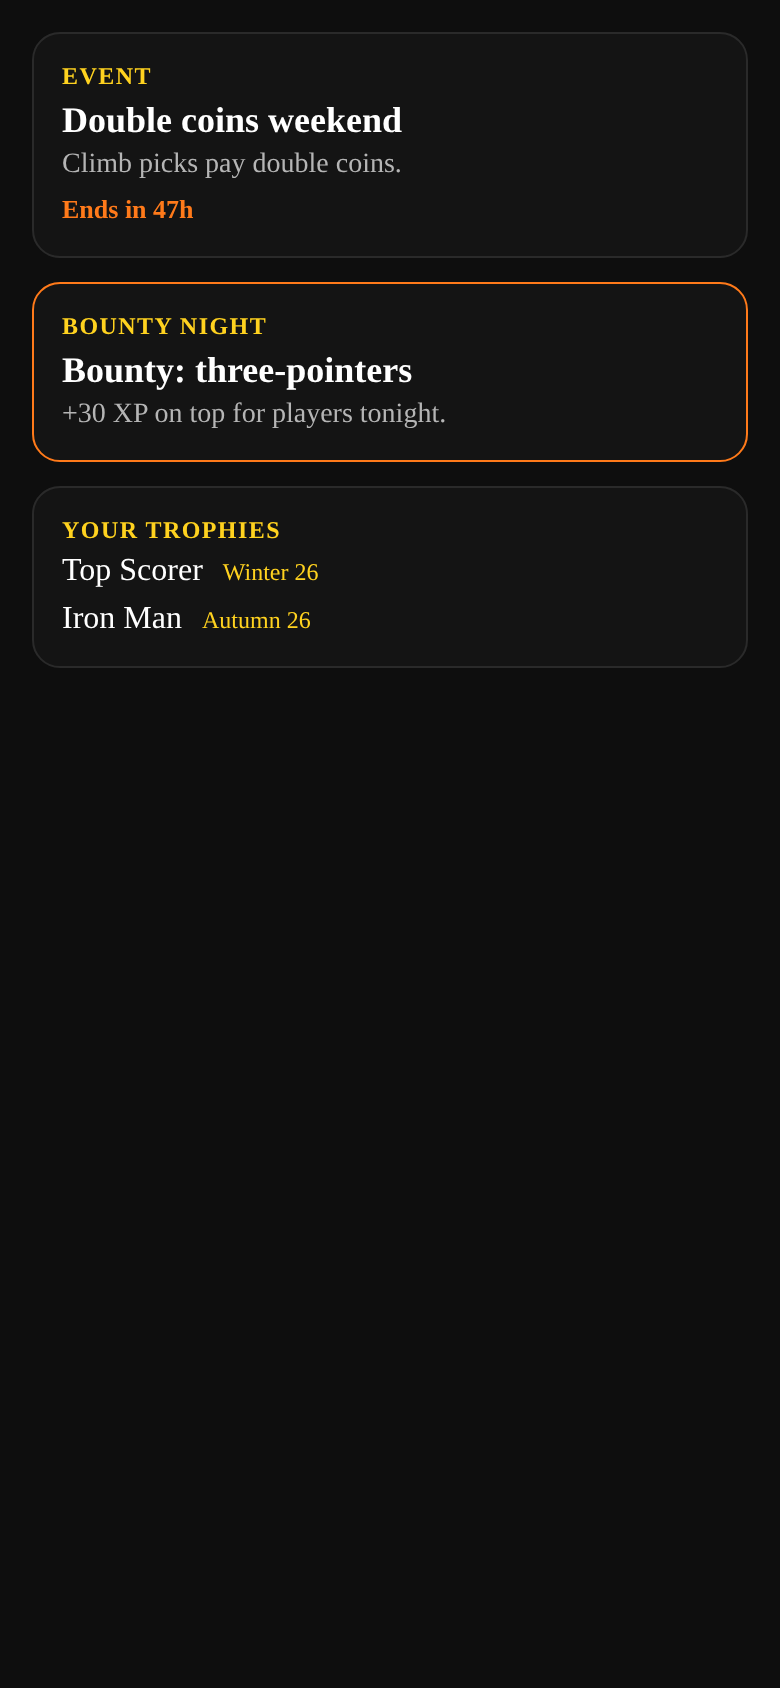 EVENT
Double coins weekend
Climb picks pay double coins.
Ends in 47h
BOUNTY NIGHT
Bounty: three-pointers
+30 XP on top for players tonight.
YOUR TROPHIES
Top Scorer Winter 26
Iron Man Autumn 26